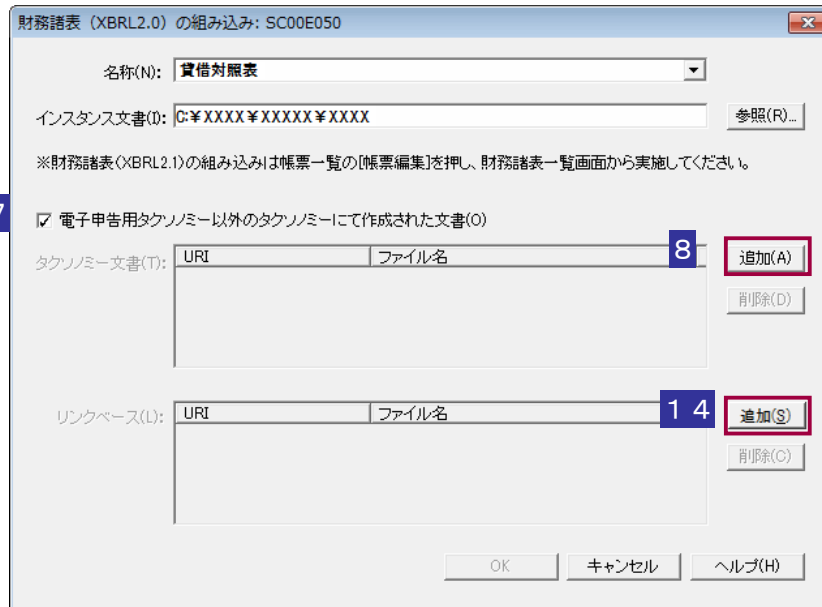 財務諸表（XBRL2.0）の組み込み: SC00E050
名称(N): 貸借対照表
インスタンス文書(I): C:¥XXXX¥XXXXX¥XXXX 参照(R)...
※財務諸表(XBRL2.1)の組み込みは帳票一覧の[帳票編集]を押し、財務諸表一覧画面から実施してください。
7 電子申告用タクソノミー以外のタクソノミーにて作成された文書(O)
タクソノミー文書(T): URI ファイル名 8 追加(A)
削除(D)
リンクベース(L): URI ファイル名 １４ 追加(S)
削除(C)
OK キャンセル ヘルプ(H)